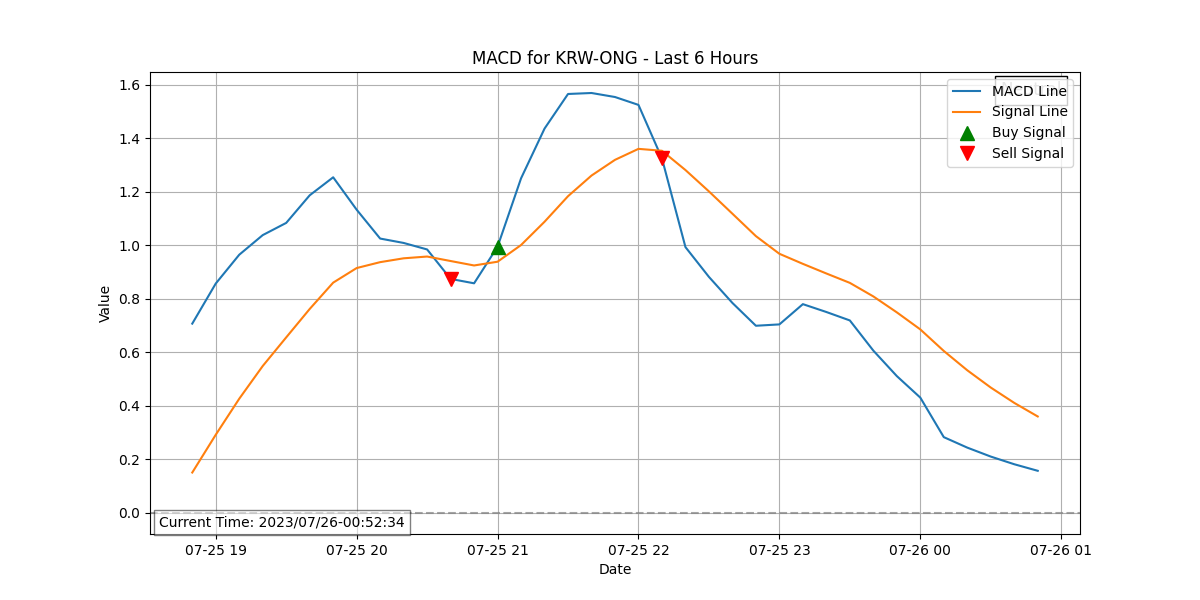 MACD for KRW-ONG - Last 6 Hours
1.6
1.4
1.2
1.0
0.8
0.6
0.4
0.2
0.0
Value
MACD Line
Signal Line
Buy Signal
Sell Signal
Current Time: 2023/07/26-00:52:34
07-25 19
07-25 20
07-25 21
07-25 22
07-25 23
07-26 00
07-26 01
Date